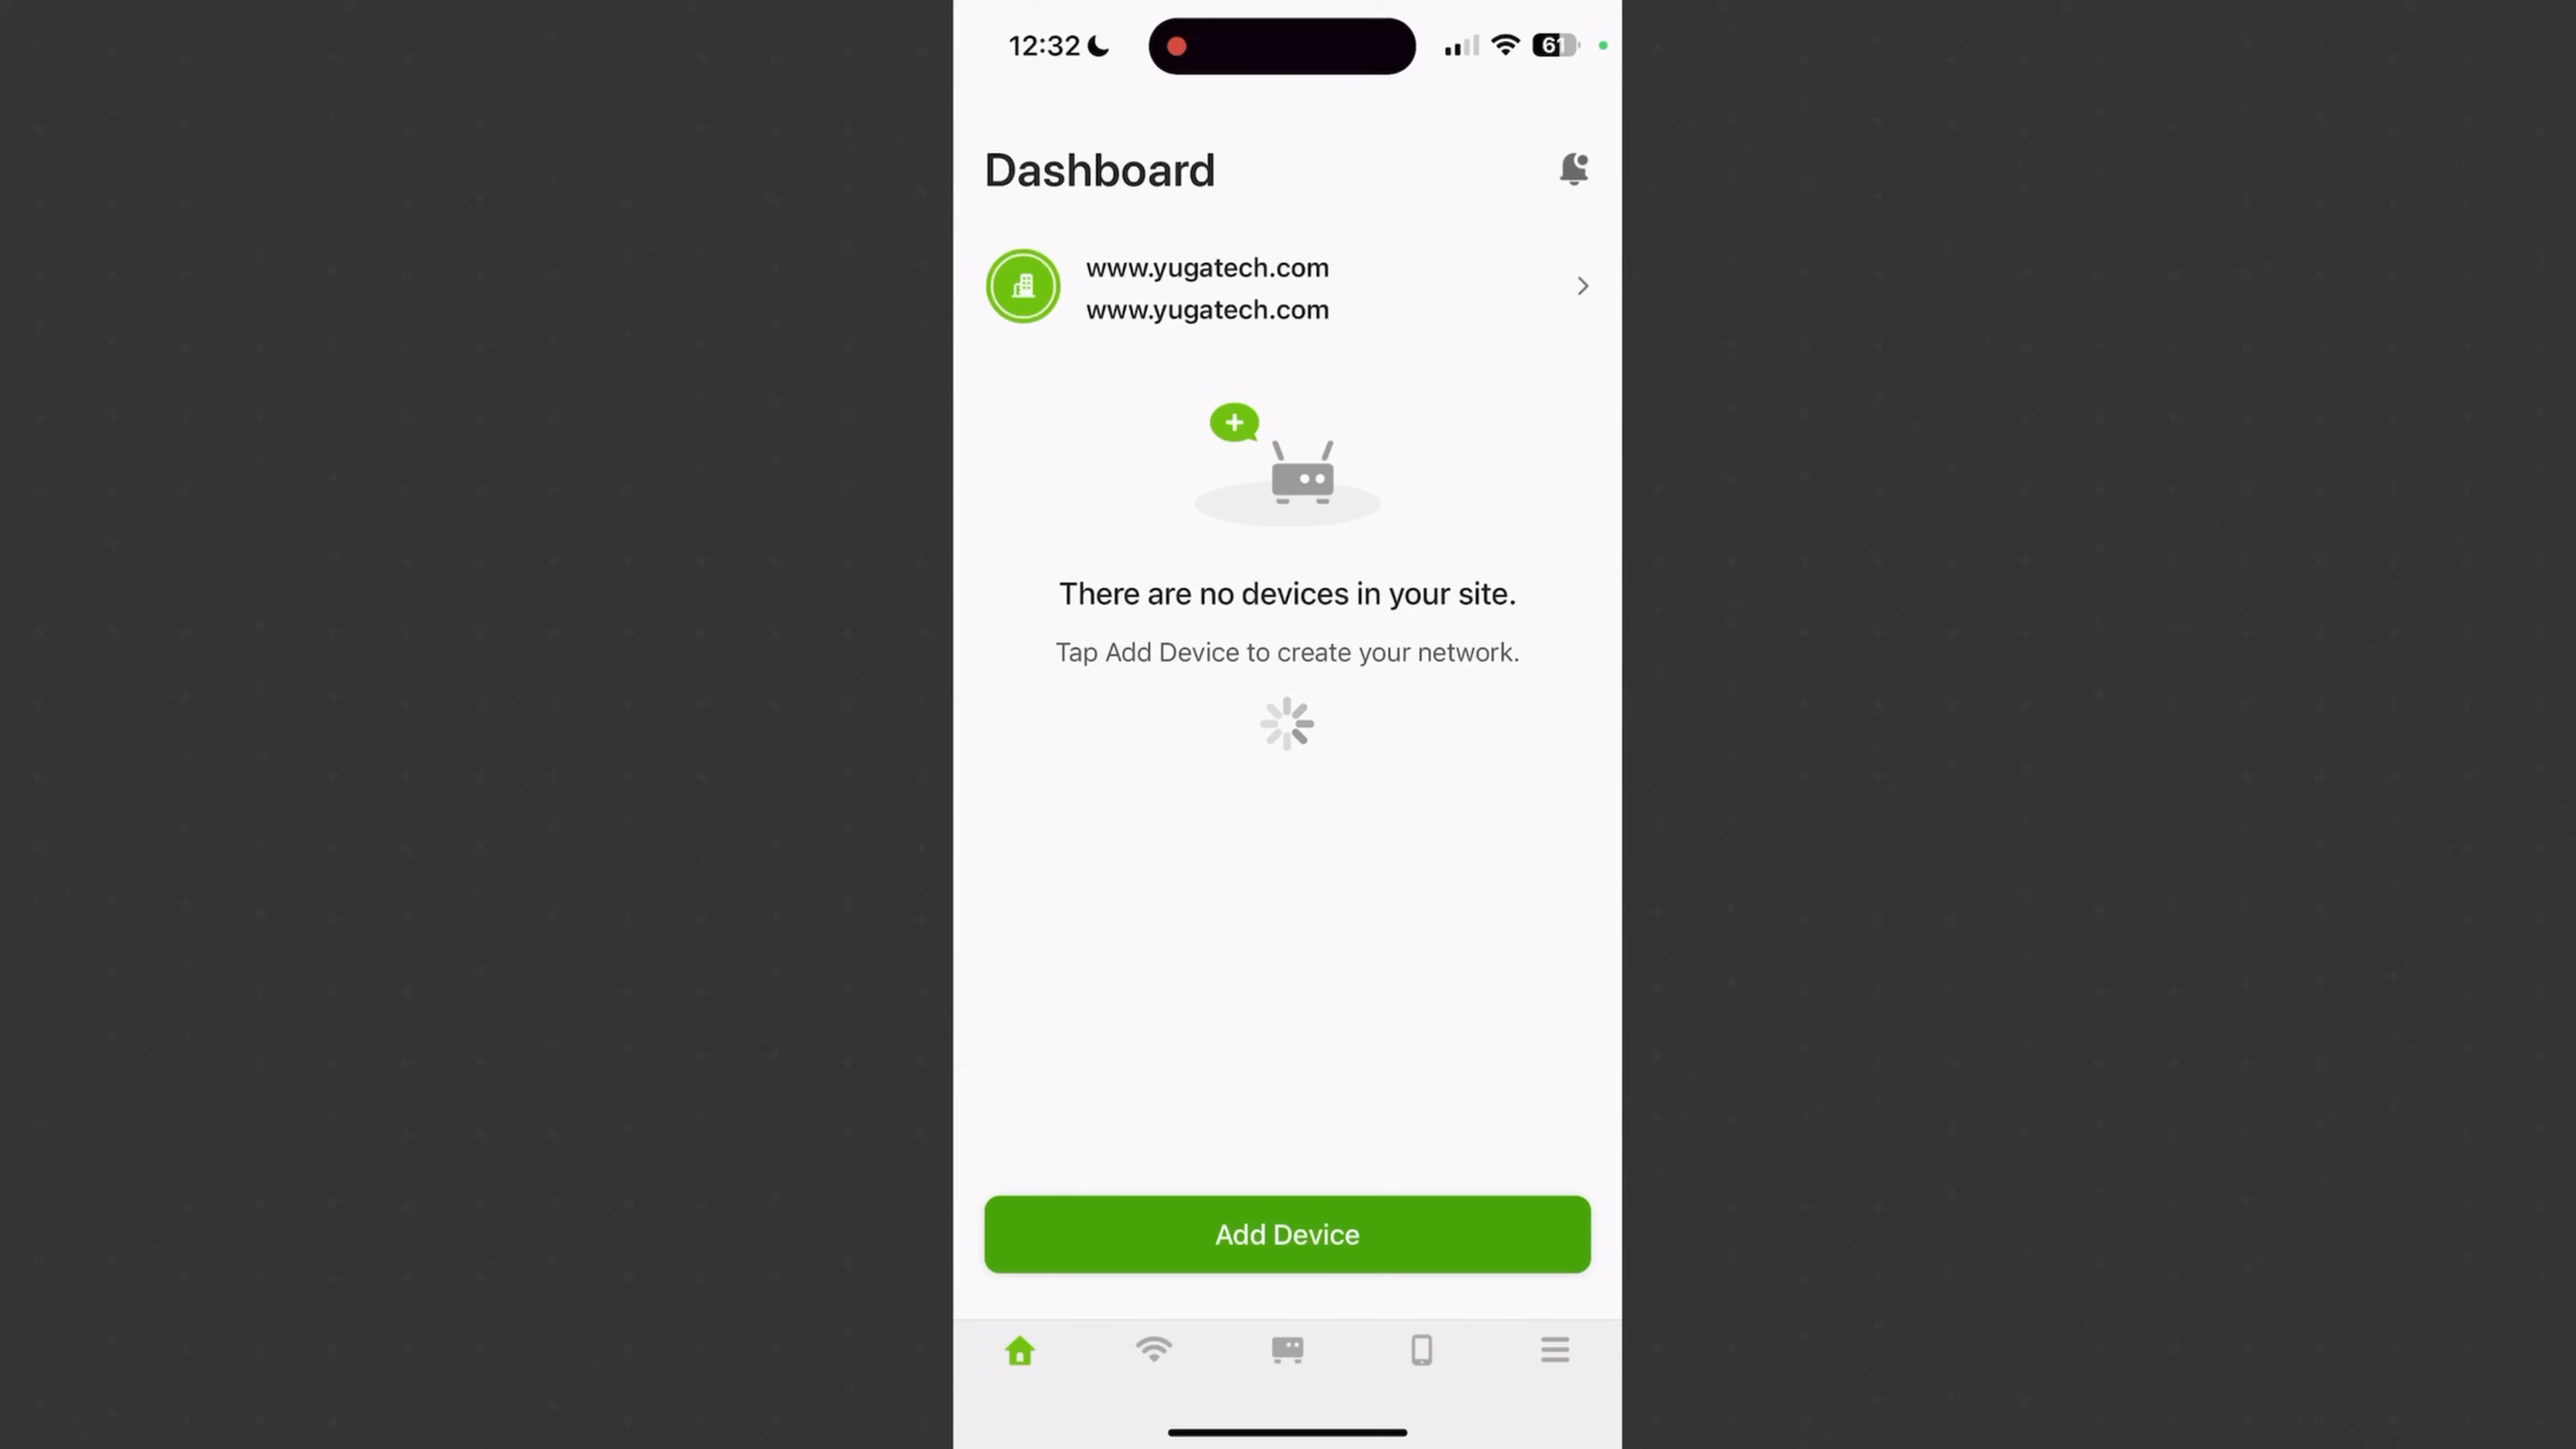 12:32
61
Dashboard
www.yugatech.com
www.yugatech.com
There are no devices in your site.
Tap Add Device to create your network.
Add Device